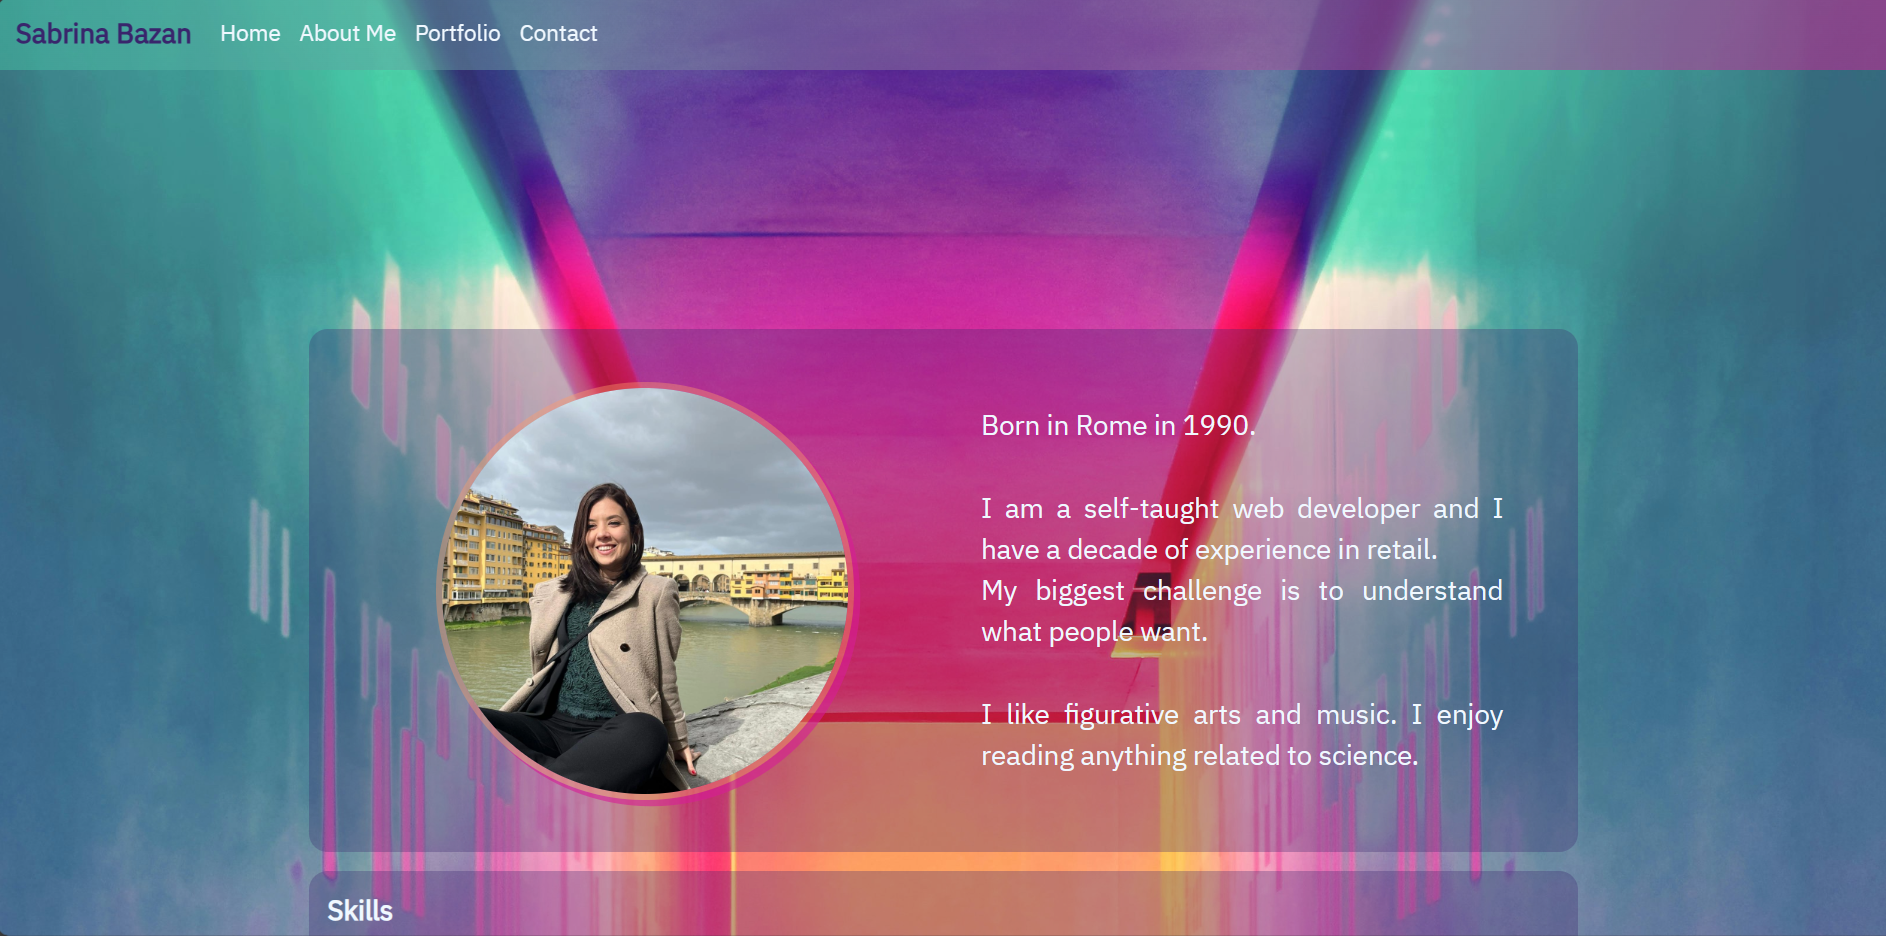 Sabrina Bazan Home About Me Portfolio Contact
Born in Rome in 1990.
I am a self-taught web developer and I
have a decade of experience in retail.
My biggest challenge is to understand
what people want.
I like figurative arts and music. I enjoy
reading anything related to science.
Skills